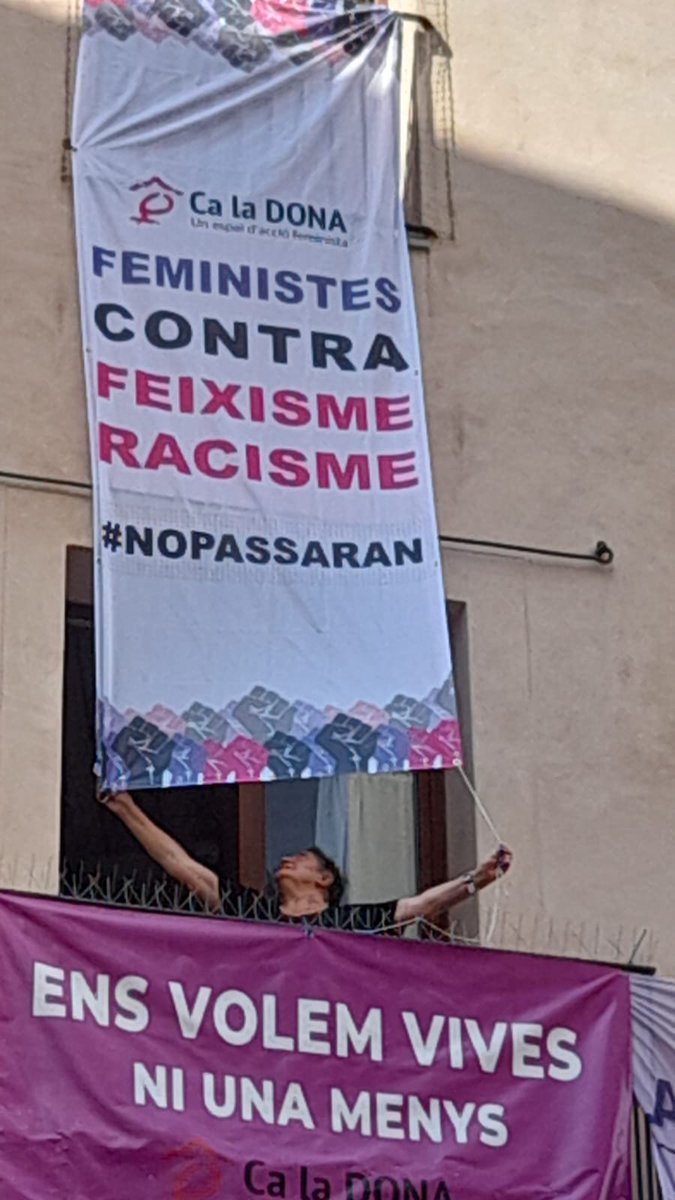 Ca la DONA
Un espai d'acció feminista
FEMINISTES
CONTRA
FEIXISME
RACISME
#NOPASSARAN
ENS VOLEM VIVES
NI UNA MENYS
Ca la DONA